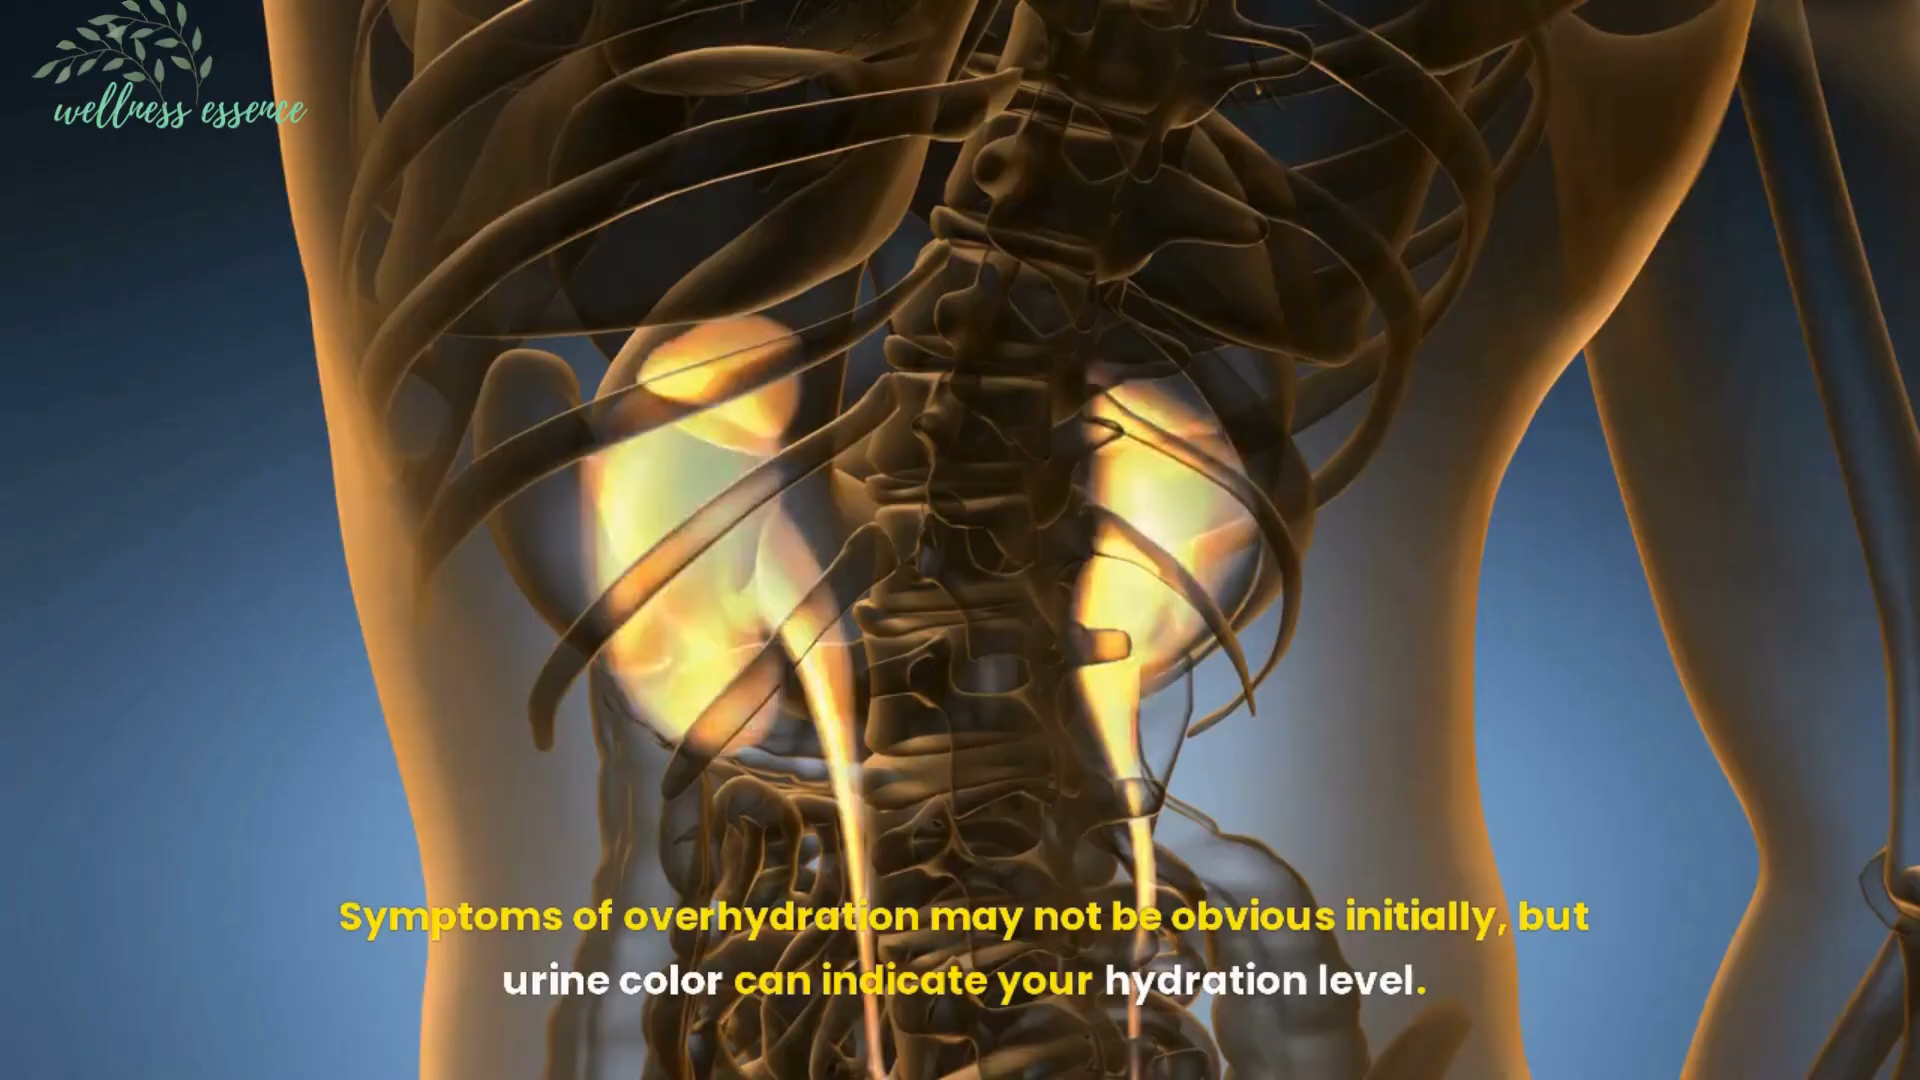 wellness essence
Symptoms of overhydration may not be obvious initially, but
urine color can indicate your hydration level.